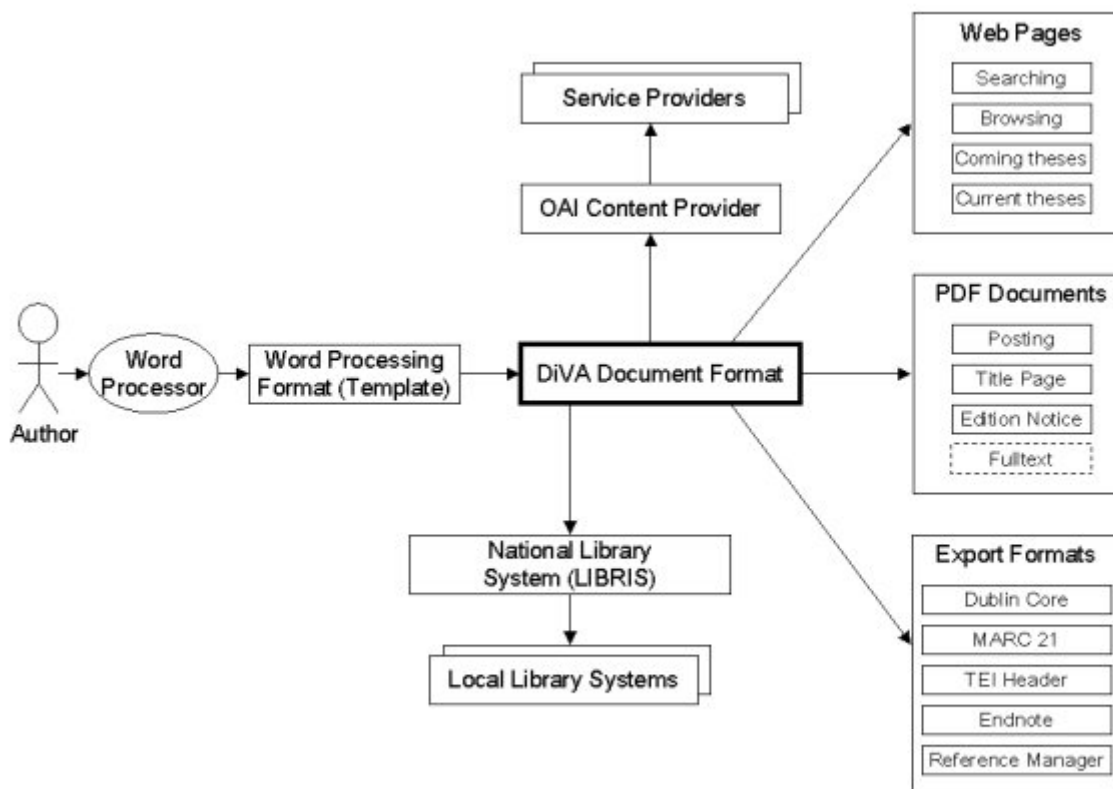 Web Pages
Searching
Browsing
Coming theses
Current theses
Service Providers
OAI Content Provider
Author
Word
Processor
Word Processing
Format (Template)
DiVA Document Format
PDF Documents
Posting
Title Page
Edition Notice
Fulltext
National Library
System (LIBRIS)
Local Library Systems
Export Formats
Dublin Core
MARC 21
TEI Header
Endnote
Reference Manager